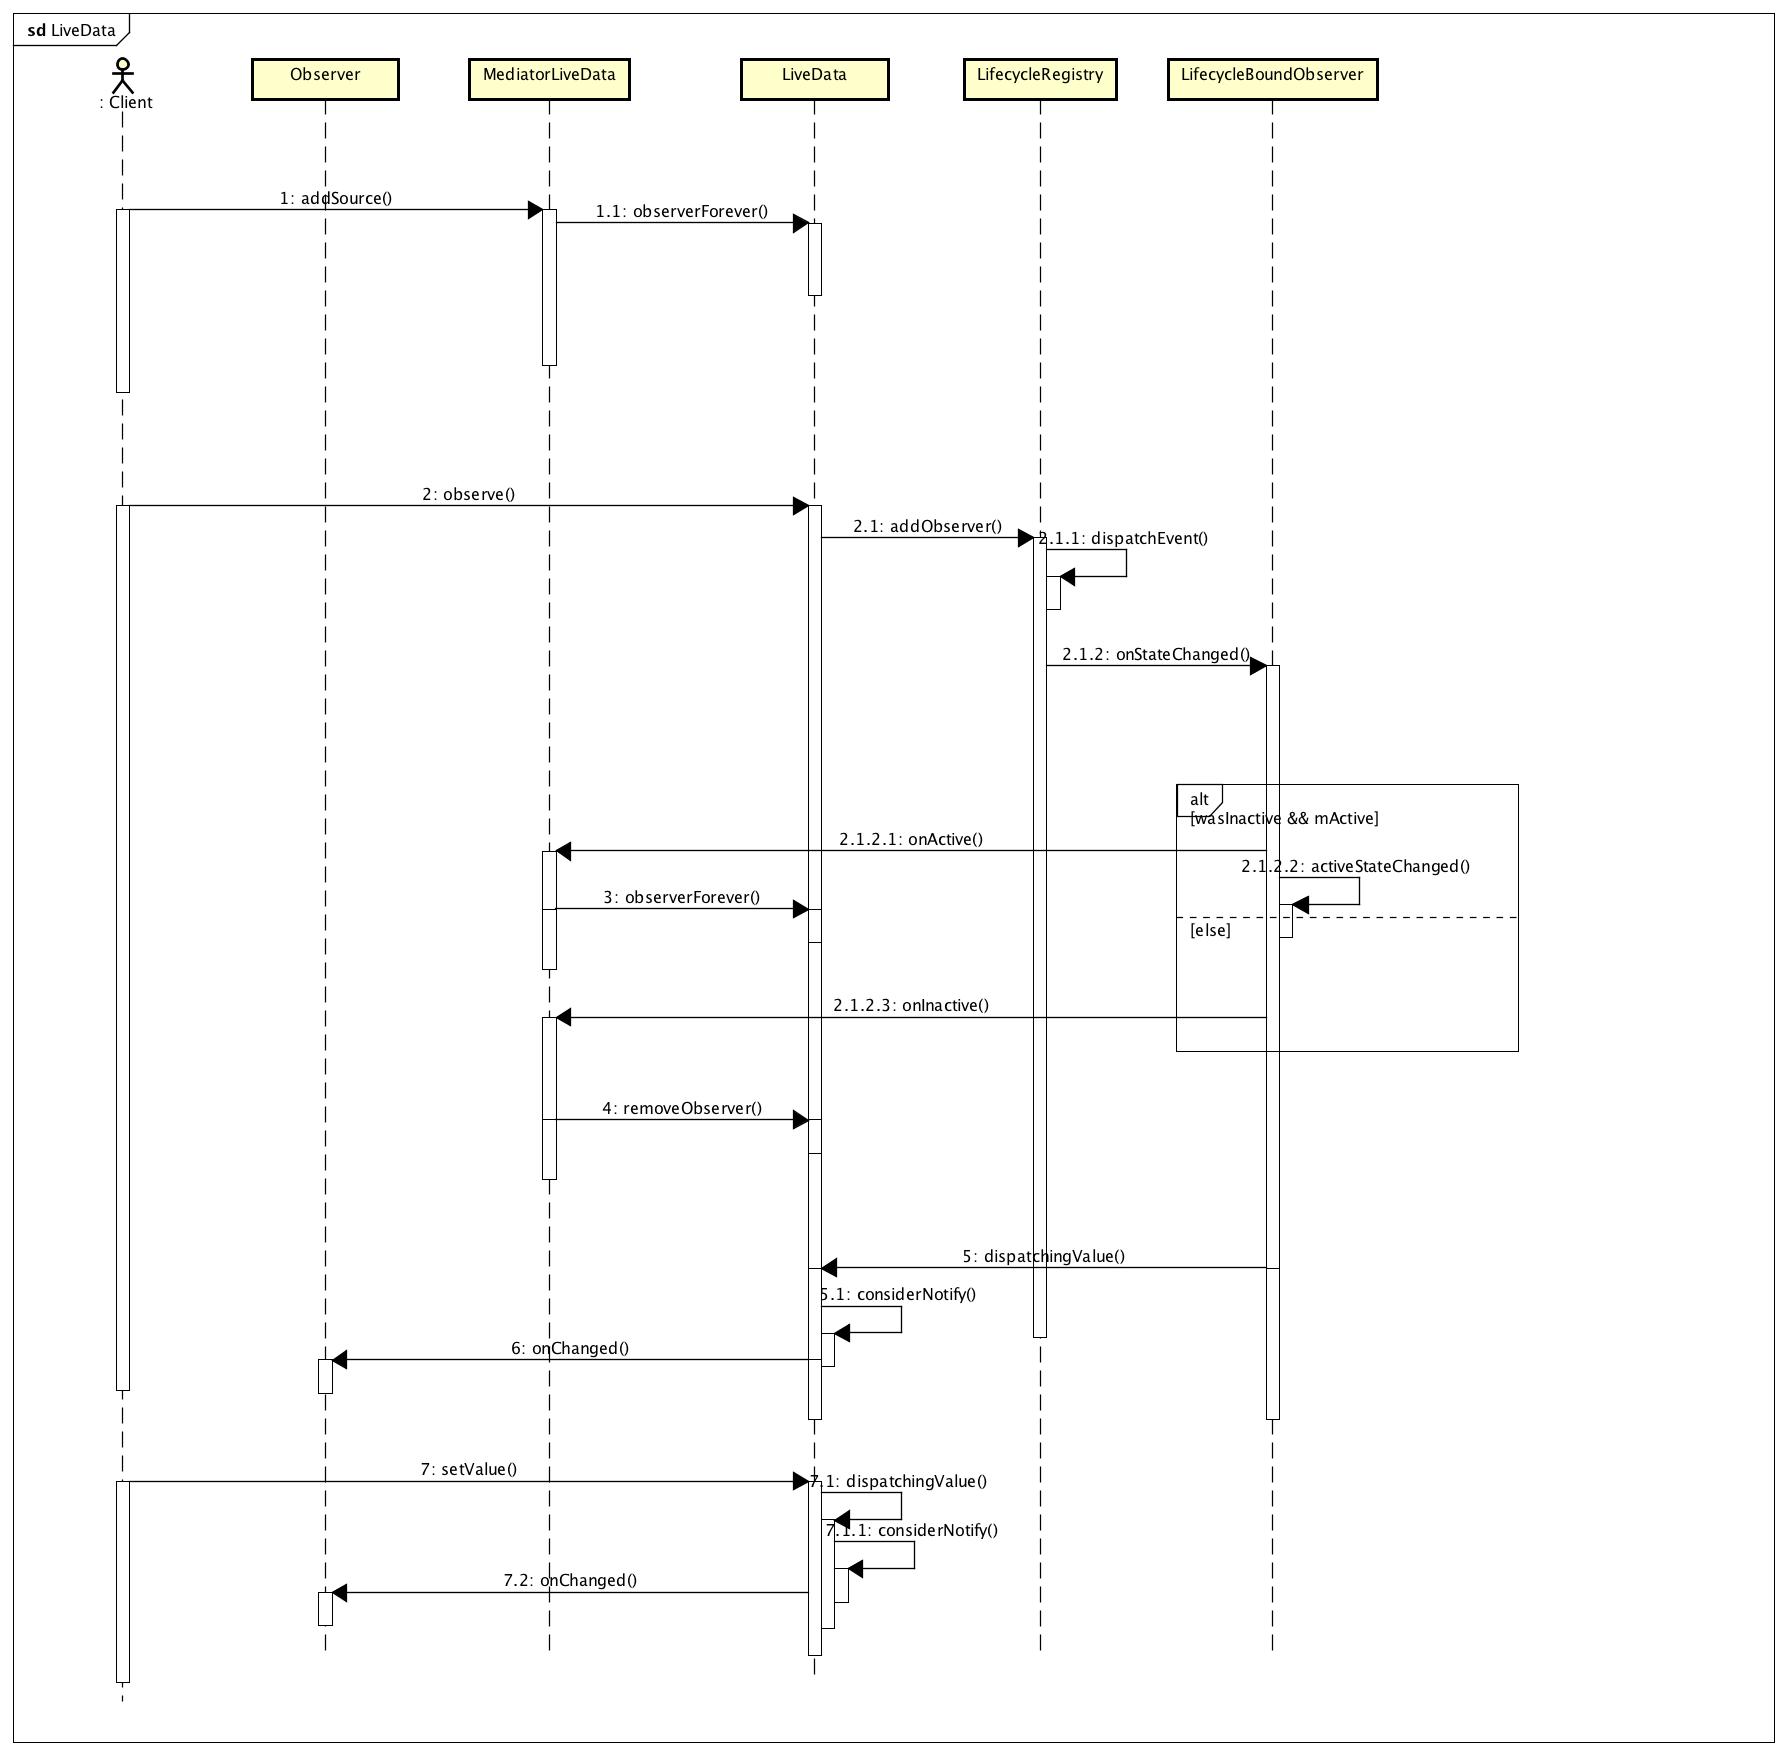 sd LiveData
: Client
Observer
MediatorLiveData
LiveData
LifecycleRegistry
LifecycleBoundObserver
1: addSource()
1.1: observerForever()
2: observe()
2.1: addObserver()
2.1.1: dispatchEvent()
2.1.2: onStateChanged()
alt
[wasInactive && mActive]
2.1.2.1: onActive()
2.1.2.2: activeStateChanged()
3: observerForever()
[else]
2.1.2.3: onInactive()
4: removeObserver()
5: dispatchingValue()
5.1: considerNotify()
6: onChanged()
7: setValue()
7.1: dispatchingValue()
7.1.1: considerNotify()
7.2: onChanged()